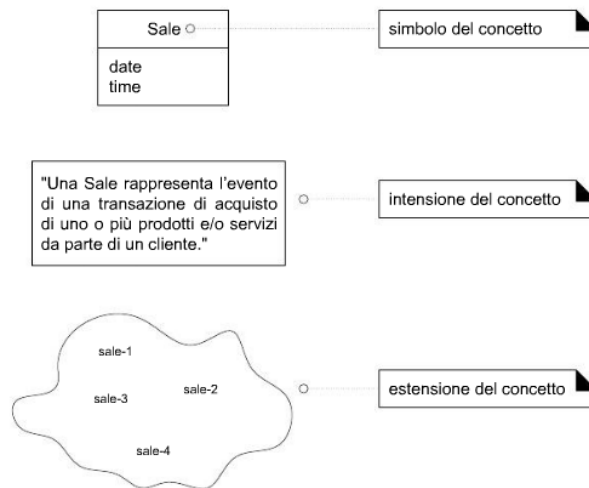 Sale
simbolo del concetto
date
time
"Una Sale rappresenta l'evento
di una transazione di acquisto
di uno o più prodotti e/o servizi
da parte di un cliente."
intensione del concetto
sale-1
sale-2
sale-3
sale-4
estensione del concetto